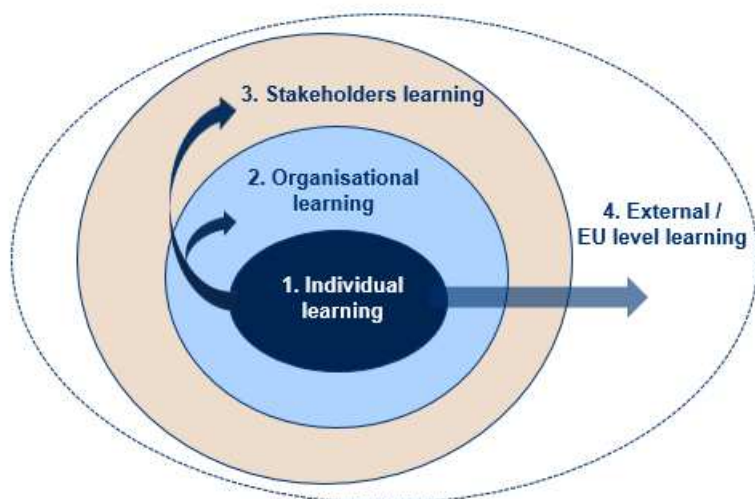 3. Stakeholders learning
2. Organisational
learning
4. External /
EU level learning
1. Individual
learning